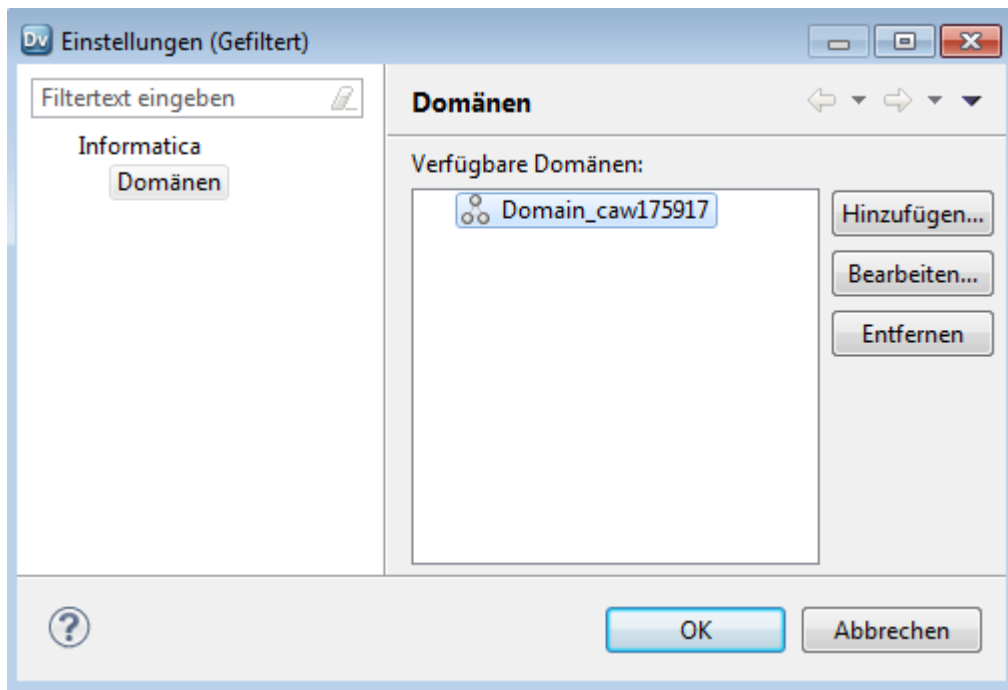 Dv Einstellungen (Gefiltert)
Filtertext eingeben
Informatica
Domänen
Domänen
Verfügbare Domänen:
Domain_caw175917
Hinzufügen...
Bearbeiten...
Entfernen
?
OK
Abbrechen